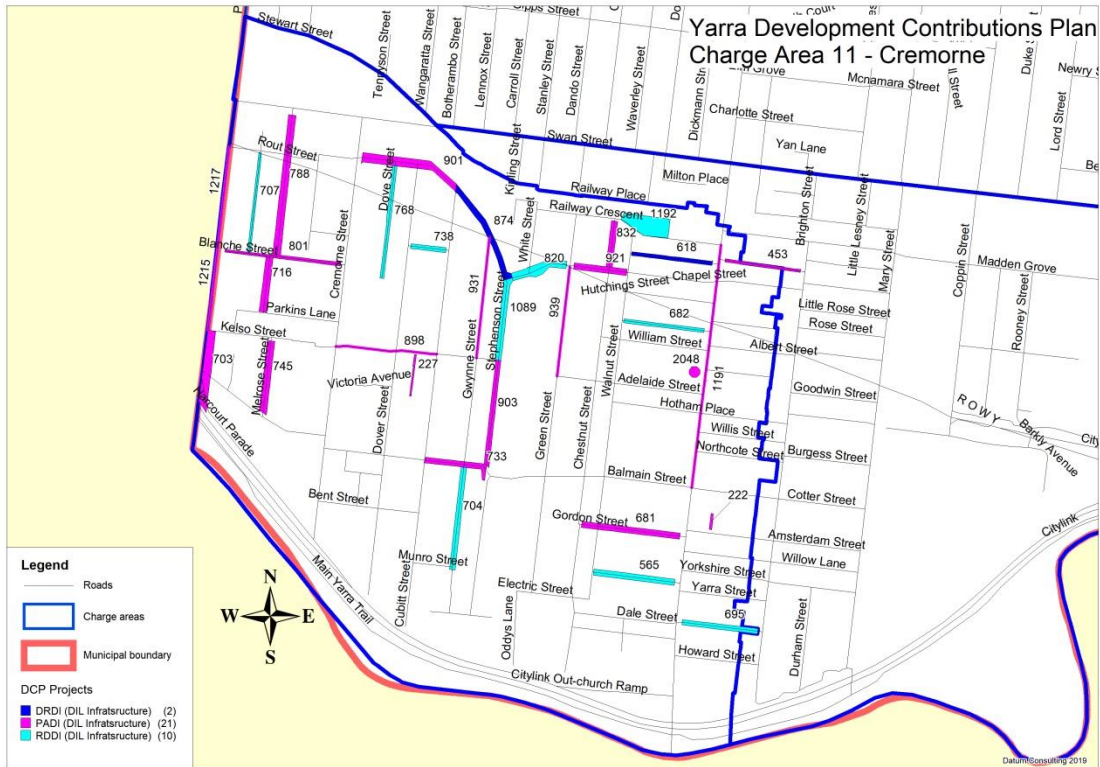 Yarra Development Contributions Plan
Charge Area 11 - Cremorne
Stewart Street
Tennyson Street
Wangaratta Street
Botherambo Street
Lennox Street
Carroll Street
Stanley Street
Dando Street
Waverley Street
Dickmann Str
Gipps Street
Court
Elm Grove
Mcnamara Street
ll Street
Duke
Newry S
Charlotte Street
Lord Street
Swan Street
Yan Lane
Be
Rout Street
901
Kipling Street
Railway Place
Milton Place
1217
707
788
Dove Street
768
874
White Street
Railway Crescent
1192
Brighton Street
Little Lesney Street
Mary Street
Coppin Street
Madden Grove
Blanche Street
801
Cremorne Street
738
832
618
453
820
921
Chapel Street
1215
716
931
Stephenson Street
1089
939
Hutchings Street
Little Rose Street
Rose Street
Rooney Street
Parkins Lane
682
Kelso Street
898
Gwynne Street
William Street
Albert Street
703
Melrose Street
745
Victoria Avenue
227
Walnut Street
2048
1191
Adelaide Street
Goodwin Street
Harcourt Parade
Dover Street
903
Green Street
Chestnut Street
Hotham Place
ROWY
Barkly Avenue
City
Willis Street
Northcote Street
Burgess Street
733
Balmain Street
222
Cotter Street
Bent Street
704
Gordon Street
681
Amsterdam Street
Citylink
Willow Lane
Munro Street
565
Yorkshire Street
Main Yarra Trail
Cubitt Street
Electric Street
Yarra Street
Oddys Lane
Dale Street
695
Durham Street
Howard Street
Citylink Out-church Ramp
Legend
Roads
Charge areas
Municipal boundary
DCP Projects
DRDI (DIL Infratsructure) (2)
PADI (DIL Infratsructure) (21)
RDDI (DIL Infratsructure) (10)
N
W E
S
Datum Consulting 2019